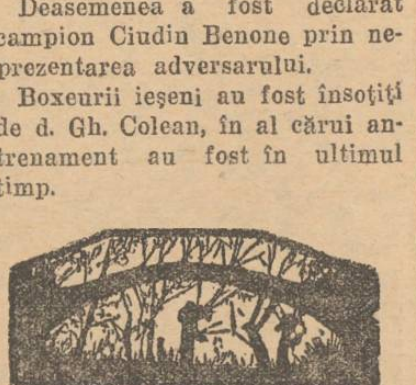 Deasemenea a fost declarat
campion Ciudin Benone prin ne-
prezentarea adversarului.
Boxeurii ieşeni au fost însoţiţi
de d. Gh. Colean, în al cărui an-
trenament au fost în ultimul
timp.